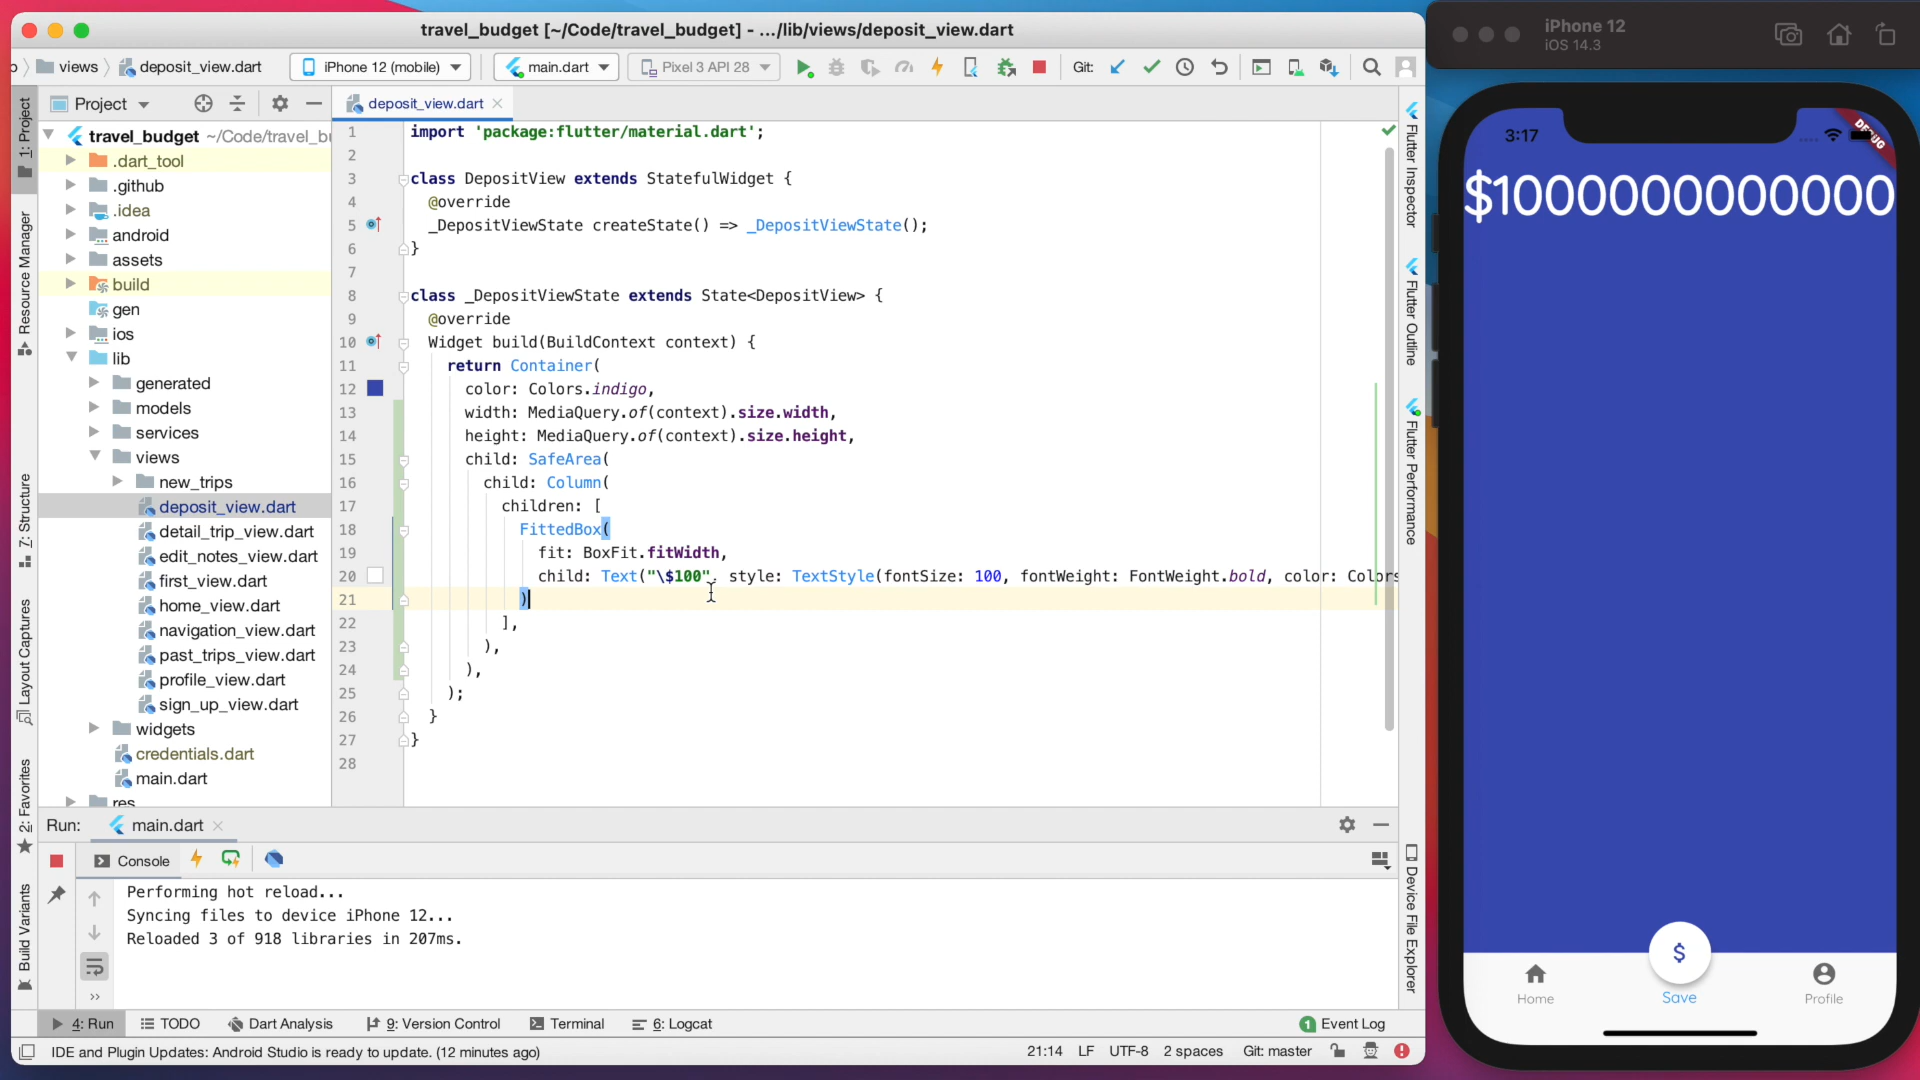 travel_budget [~/Code/travel_budget] - .../lib/views/deposit_view.dart
views
deposit_view.dart
iPhone 12 (mobile)
main.dart
Pixel 3 API 28
Git:
Project
deposit_view.dart
1: Project
Resource Manager
7: Structure
Layout Captures
2: Favorites
Build Variants
travel_budget ~/Code/travel_b
.dart_tool
.github
.idea
android
assets
build
gen
ios
lib
generated
models
services
views
new_trips
deposit_view.dart
detail_trip_view.dart
edit_notes_view.dart
first_view.dart
home_view.dart
navigation_view.dart
past_trips_view.dart
profile_view.dart
sign_up_view.dart
widgets
credentials.dart
main.dart
res
1 import 'package:flutter/material.dart';
2
3 class DepositView extends StatefulWidget {
4 @override
5 _DepositViewState createState() => _DepositViewState();
6 }
7
8 class _DepositViewState extends State<DepositView> {
9 @override
10 Widget build(BuildContext context) {
11 return Container(
12 color: Colors.indigo,
13 width: MediaQuery.of(context).size.width,
14 height: MediaQuery.of(context).size.height,
15 child: SafeArea(
16 child: Column(
17 children: [
18 FittedBox(
19 fit: BoxFit.fitWidth,
20 child: Text("\$100", style: TextStyle(fontSize: 100, fontWeight: FontWeight.bold, color: Colors
21 )
22 ],
23 ),
24 ),
25 );
26 }
27 }
28
Flutter Inspector
Flutter Outline
Flutter Performance
Device File Explorer
Run:
main.dart
Console
Performing hot reload...
Syncing files to device iPhone 12...
Reloaded 3 of 918 libraries in 207ms.
4: Run
TODO
Dart Analysis
9: Version Control
Terminal
6: Logcat
1 Event Log
IDE and Plugin Updates: Android Studio is ready to update. (12 minutes ago)
21:14
LF
UTF-8
2 spaces
Git: master
iPhone 12
iOS 14.3
3:17
DEBUG
$1000000000000
$
Home
Save
Profile